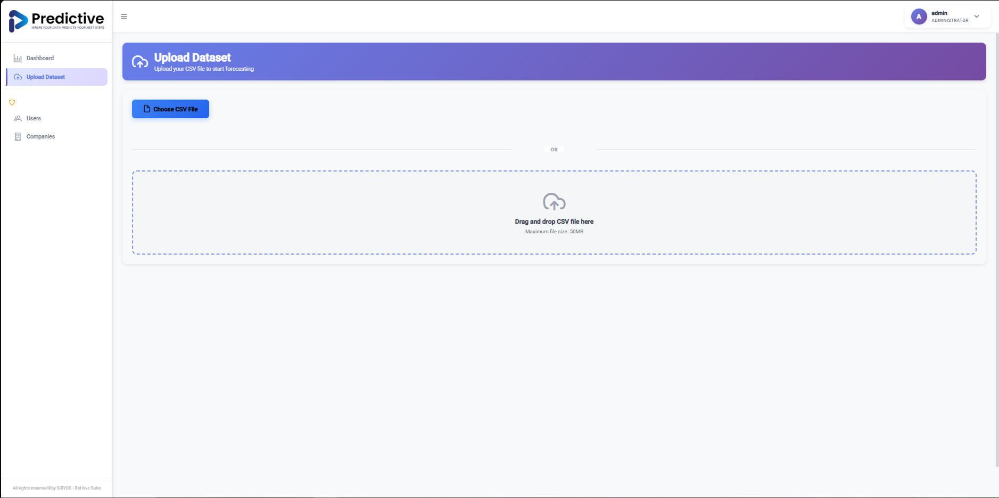 Predictive
WHERE YOUR DATA PREDICTS YOUR NEXT STEPS
A
admin
ADMINISTRATOR
Dashboard
Upload Dataset
Users
Companies
Upload Dataset
Upload your CSV file to start forecasting
Choose CSV File
OR
Drag and drop CSV file here
Maximum file size: 50MB
All rights reserved©by SIRYOS - BeHave Suite